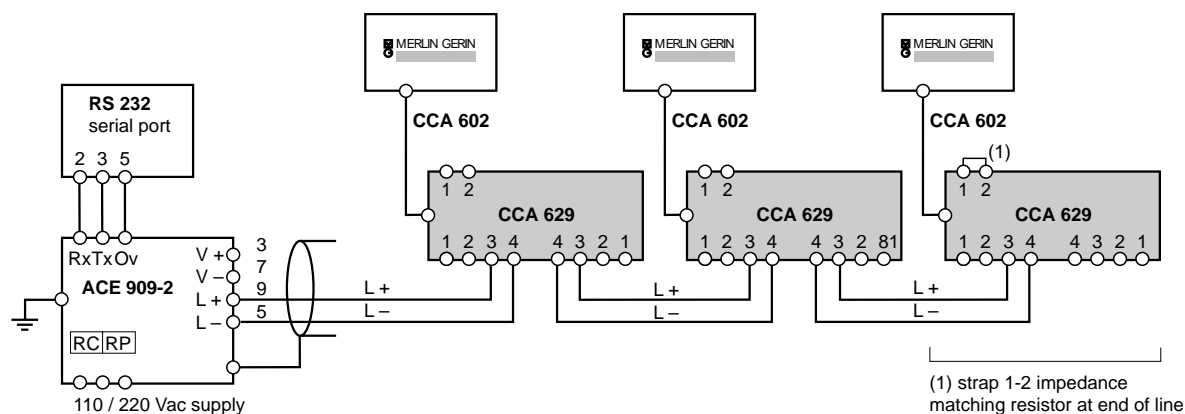 MERLIN GERIN
MERLIN GERIN
MERLIN GERIN
RS 232
serial port
2 3 5
CCA 602
CCA 602
CCA 602
(1)
1 2
1 2
1 2
CCA 629
CCA 629
CCA 629
1 2 3 4 4 3 2 1
1 2 3 4 4 3 2 81
1 2 3 4 4 3 2 1
Rx Tx Ov
V + 3
V – 7
ACE 909-2
L + 9
L – 5
L +
L –
L +
L –
L +
L –
RC RP
110 / 220 Vac supply
(1) strap 1-2 impedance
matching resistor at end of line